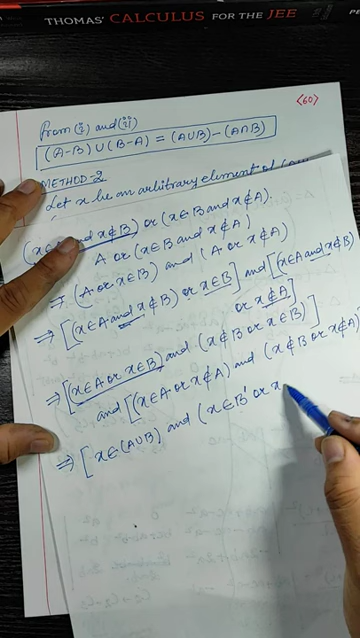 THOMAS' CALCULUS FOR THE JEE
PE
<60>
From (i) and (ii)
(A-B)∪(B-A) = (A∪B)-(A∩B)
METHOD-2
Let x be an arbitrary element of
and x∉B) or (x∈B and x∉A).
A or (x∈B and x∉A)
⇒ (A or x∈B) and (A or x∉A)
⇒ [(x∈A and x∉B) or x∈B] and [(x∈A and x∉B)
or x∉A]
⇒ [(x∈A or x∈B) and (x∉B or x∈B)]
and [(x∈A or x∉A) and (x∉B or x∉A)
⇒ [x∈(A∪B) and (x∈B' or x